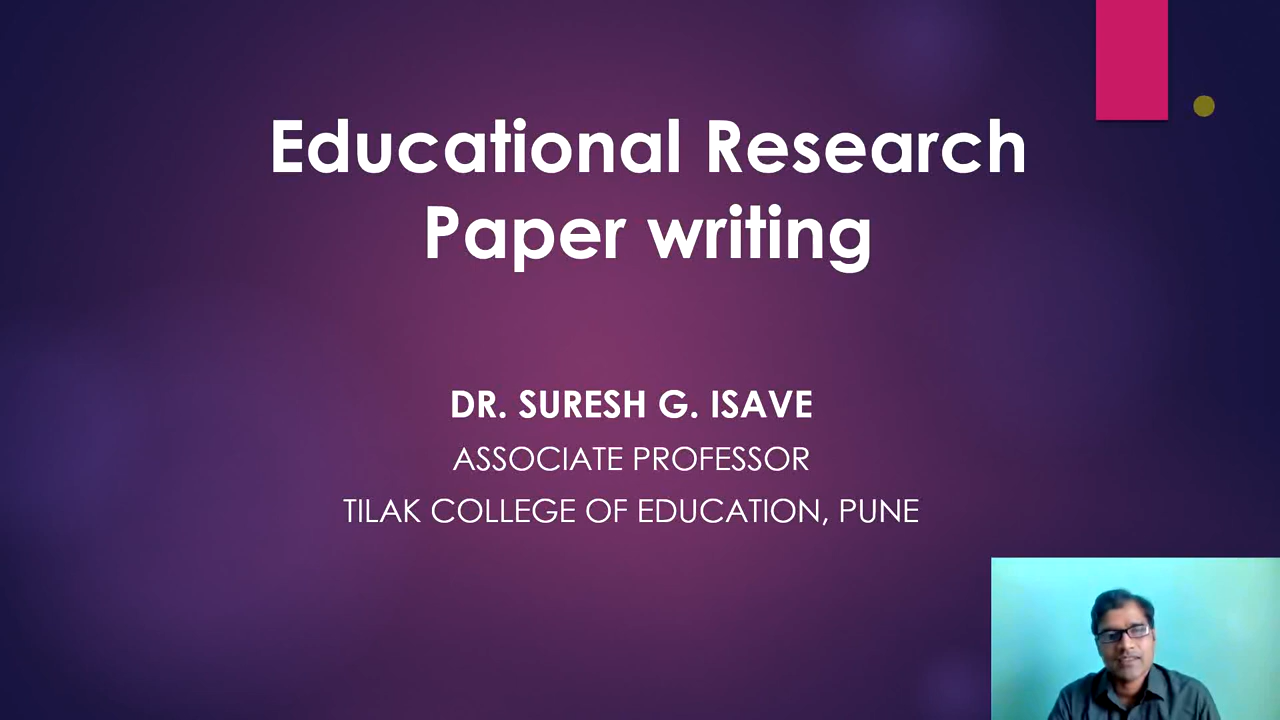 Educational Research
Paper writing
DR. SURESH G. ISAVE
ASSOCIATE PROFESSOR
TILAK COLLEGE OF EDUCATION, PUNE